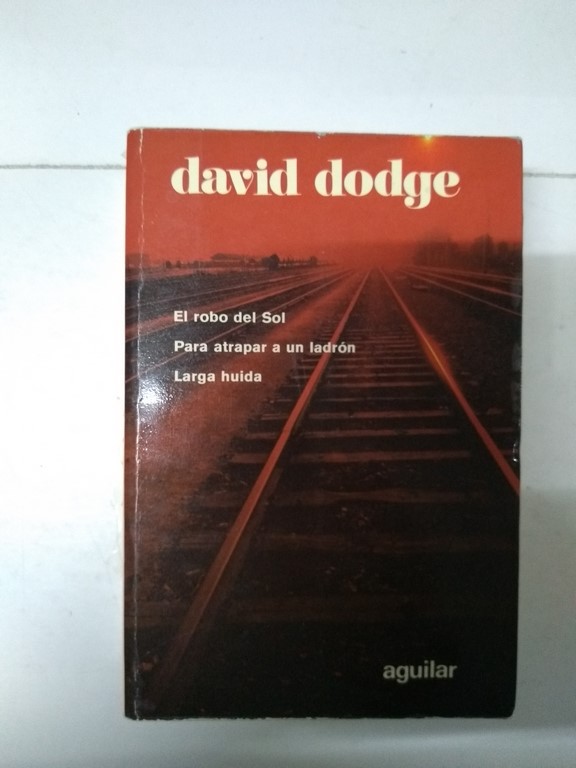 david dodge
El robo del Sol
Para atrapar a un ladrón
Larga huida
aguilar